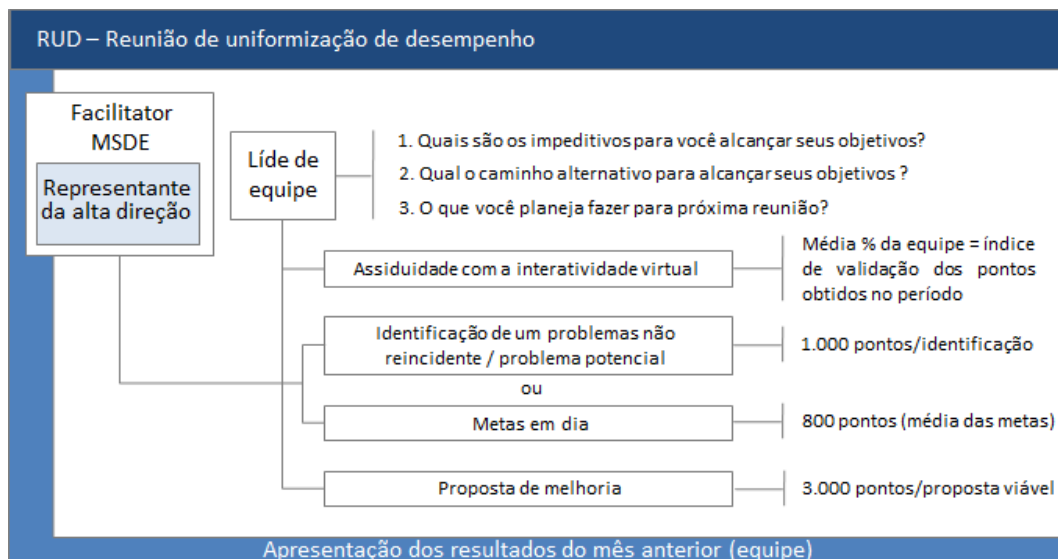 RUD – Reunião de uniformização de desempenho
Facilitator
MSDE
Representante
da alta direção
Líde de
equipe
1. Quais são os impeditivos para você alcançar seus objetivos?
2. Qual o caminho alternativo para alcançar seus objetivos ?
3. O que você planeja fazer para próxima reunião?
Assiduidade com a interatividade virtual
Média % da equipe = índice
de validação dos pontos
obtidos no período
Identificação de um problemas não
reincidente / problema potencial
1.000 pontos/identificação
ou
Metas em dia
800 pontos (média das metas)
Proposta de melhoria
3.000 pontos/proposta viável
Apresentação dos resultados do mês anterior (equipe)